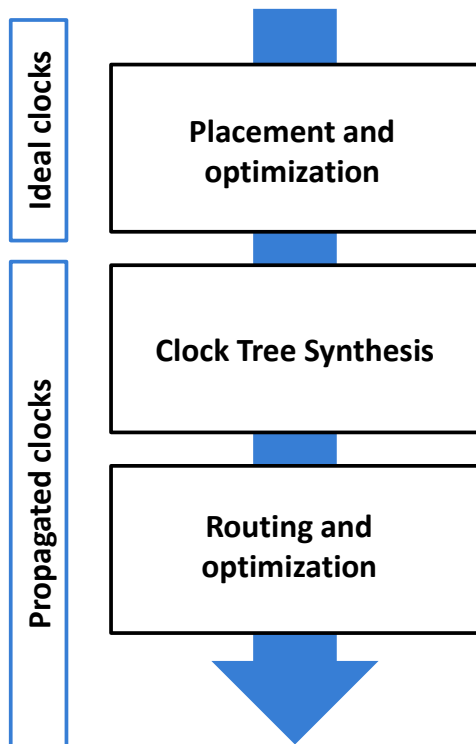 Ideal clocks
Placement and
optimization
Propagated clocks
Clock Tree Synthesis
Routing and
optimization